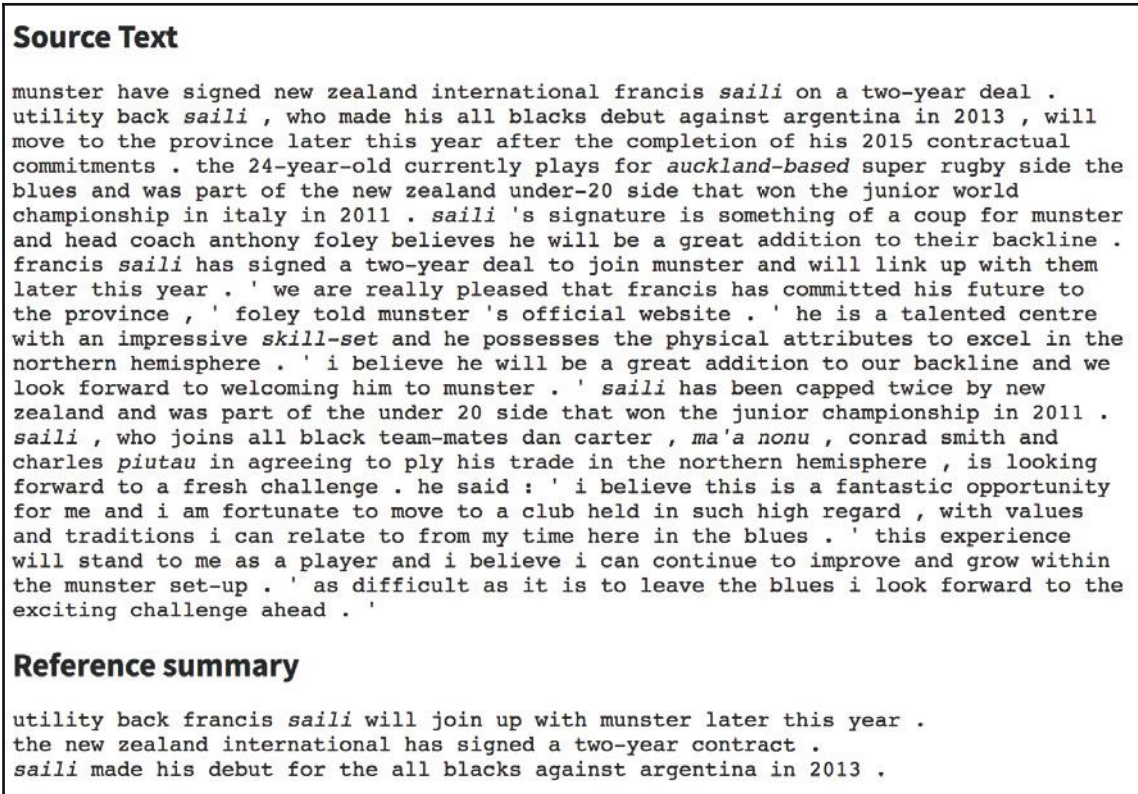 Source Text
munster have signed new zealand international francis saili on a two-year deal .
utility back saili , who made his all blacks debut against argentina in 2013 , will
move to the province later this year after the completion of his 2015 contractual
commitments . the 24-year-old currently plays for auckland-based super rugby side the
blues and was part of the new zealand under-20 side that won the junior world
championship in italy in 2011 . saili 's signature is something of a coup for munster
and head coach anthony foley believes he will be a great addition to their backline .
francis saili has signed a two-year deal to join munster and will link up with them
later this year . ' we are really pleased that francis has committed his future to
the province , ' foley told munster 's official website . ' he is a talented centre
with an impressive skill-set and he possesses the physical attributes to excel in the
northern hemisphere . ' i believe he will be a great addition to our backline and we
look forward to welcoming him to munster . ' saili has been capped twice by new
zealand and was part of the under 20 side that won the junior championship in 2011 .
saili , who joins all black team-mates dan carter , ma'a nonu , conrad smith and
charles piutau in agreeing to ply his trade in the northern hemisphere , is looking
forward to a fresh challenge . he said : ' i believe this is a fantastic opportunity
for me and i am fortunate to move to a club held in such high regard , with values
and traditions i can relate to from my time here in the blues . ' this experience
will stand to me as a player and i believe i can continue to improve and grow within
the munster set-up . ' as difficult as it is to leave the blues i look forward to the
exciting challenge ahead . '
Reference summary
utility back francis saili will join up with munster later this year .
the new zealand international has signed a two-year contract .
saili made his debut for the all blacks against argentina in 2013 .